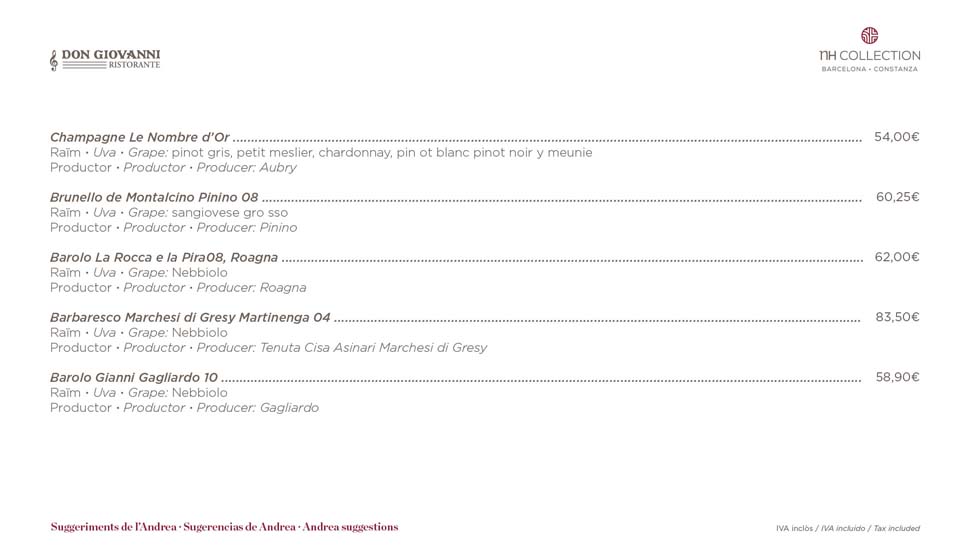 DON GIOVANNI
RISTORANTE
nH COLLECTION
BARCELONA • CONSTANZA
Champagne Le Nombre d'Or ........ 54,00€
Raïm • Uva • Grape: pinot gris, petit meslier, chardonnay, pin ot blanc pinot noir y meunie
Productor • Productor • Producer: Aubry
Brunello de Montalcino Pinino 08 ........ 60,25€
Raïm • Uva • Grape: sangiovese gro sso
Productor • Productor • Producer: Pinino
Barolo La Rocca e la Pira08, Roagna ........ 62,00€
Raïm • Uva • Grape: Nebbiolo
Productor • Productor • Producer: Roagna
Barbaresco Marchesi di Gresy Martinenga 04 ........ 83,50€
Raïm • Uva • Grape: Nebbiolo
Productor • Productor • Producer: Tenuta Cisa Asinari Marchesi di Gresy
Barolo Gianni Gagliardo 10 ........ 58,90€
Raïm • Uva • Grape: Nebbiolo
Productor • Productor • Producer: Gagliardo
Suggeriments de l'Andrea · Sugerencias de Andrea · Andrea suggestions
IVA inclòs / IVA incluido / Tax included